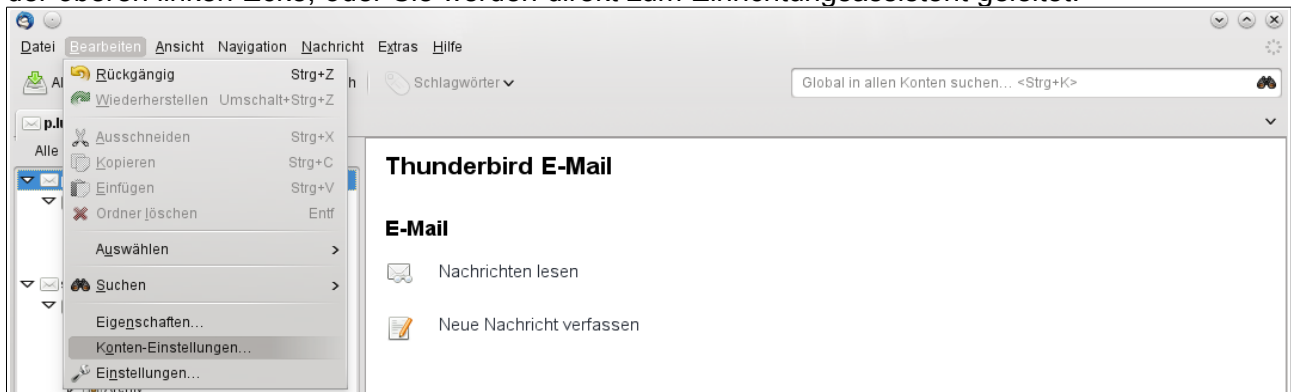 der oberen linken Ecke, oder Sie werden direkt zum Einrichtungsassistent geleitet.
Datei Bearbeiten Ansicht Navigation Nachricht Extras Hilfe
Schlagwörter
Global in allen Konten suchen... <Strg+K>
Alle
Rückgängig Strg+Z
Wiederherstellen Umschalt+Strg+Z
Ausschneiden Strg+X
Kopieren Strg+C
Einfügen Strg+V
Ordner löschen Entf
Auswählen
Suchen
Eigenschaften...
Konten-Einstellungen...
Einstellungen...
Thunderbird E-Mail
E-Mail
Nachrichten lesen
Neue Nachricht verfassen